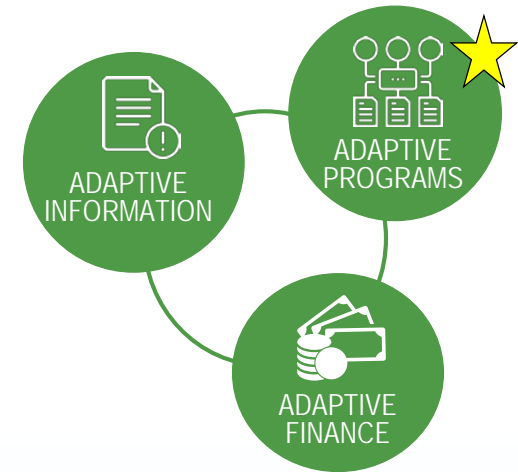 ADAPTIVE
INFORMATION
ADAPTIVE
PROGRAMS
ADAPTIVE
FINANCE